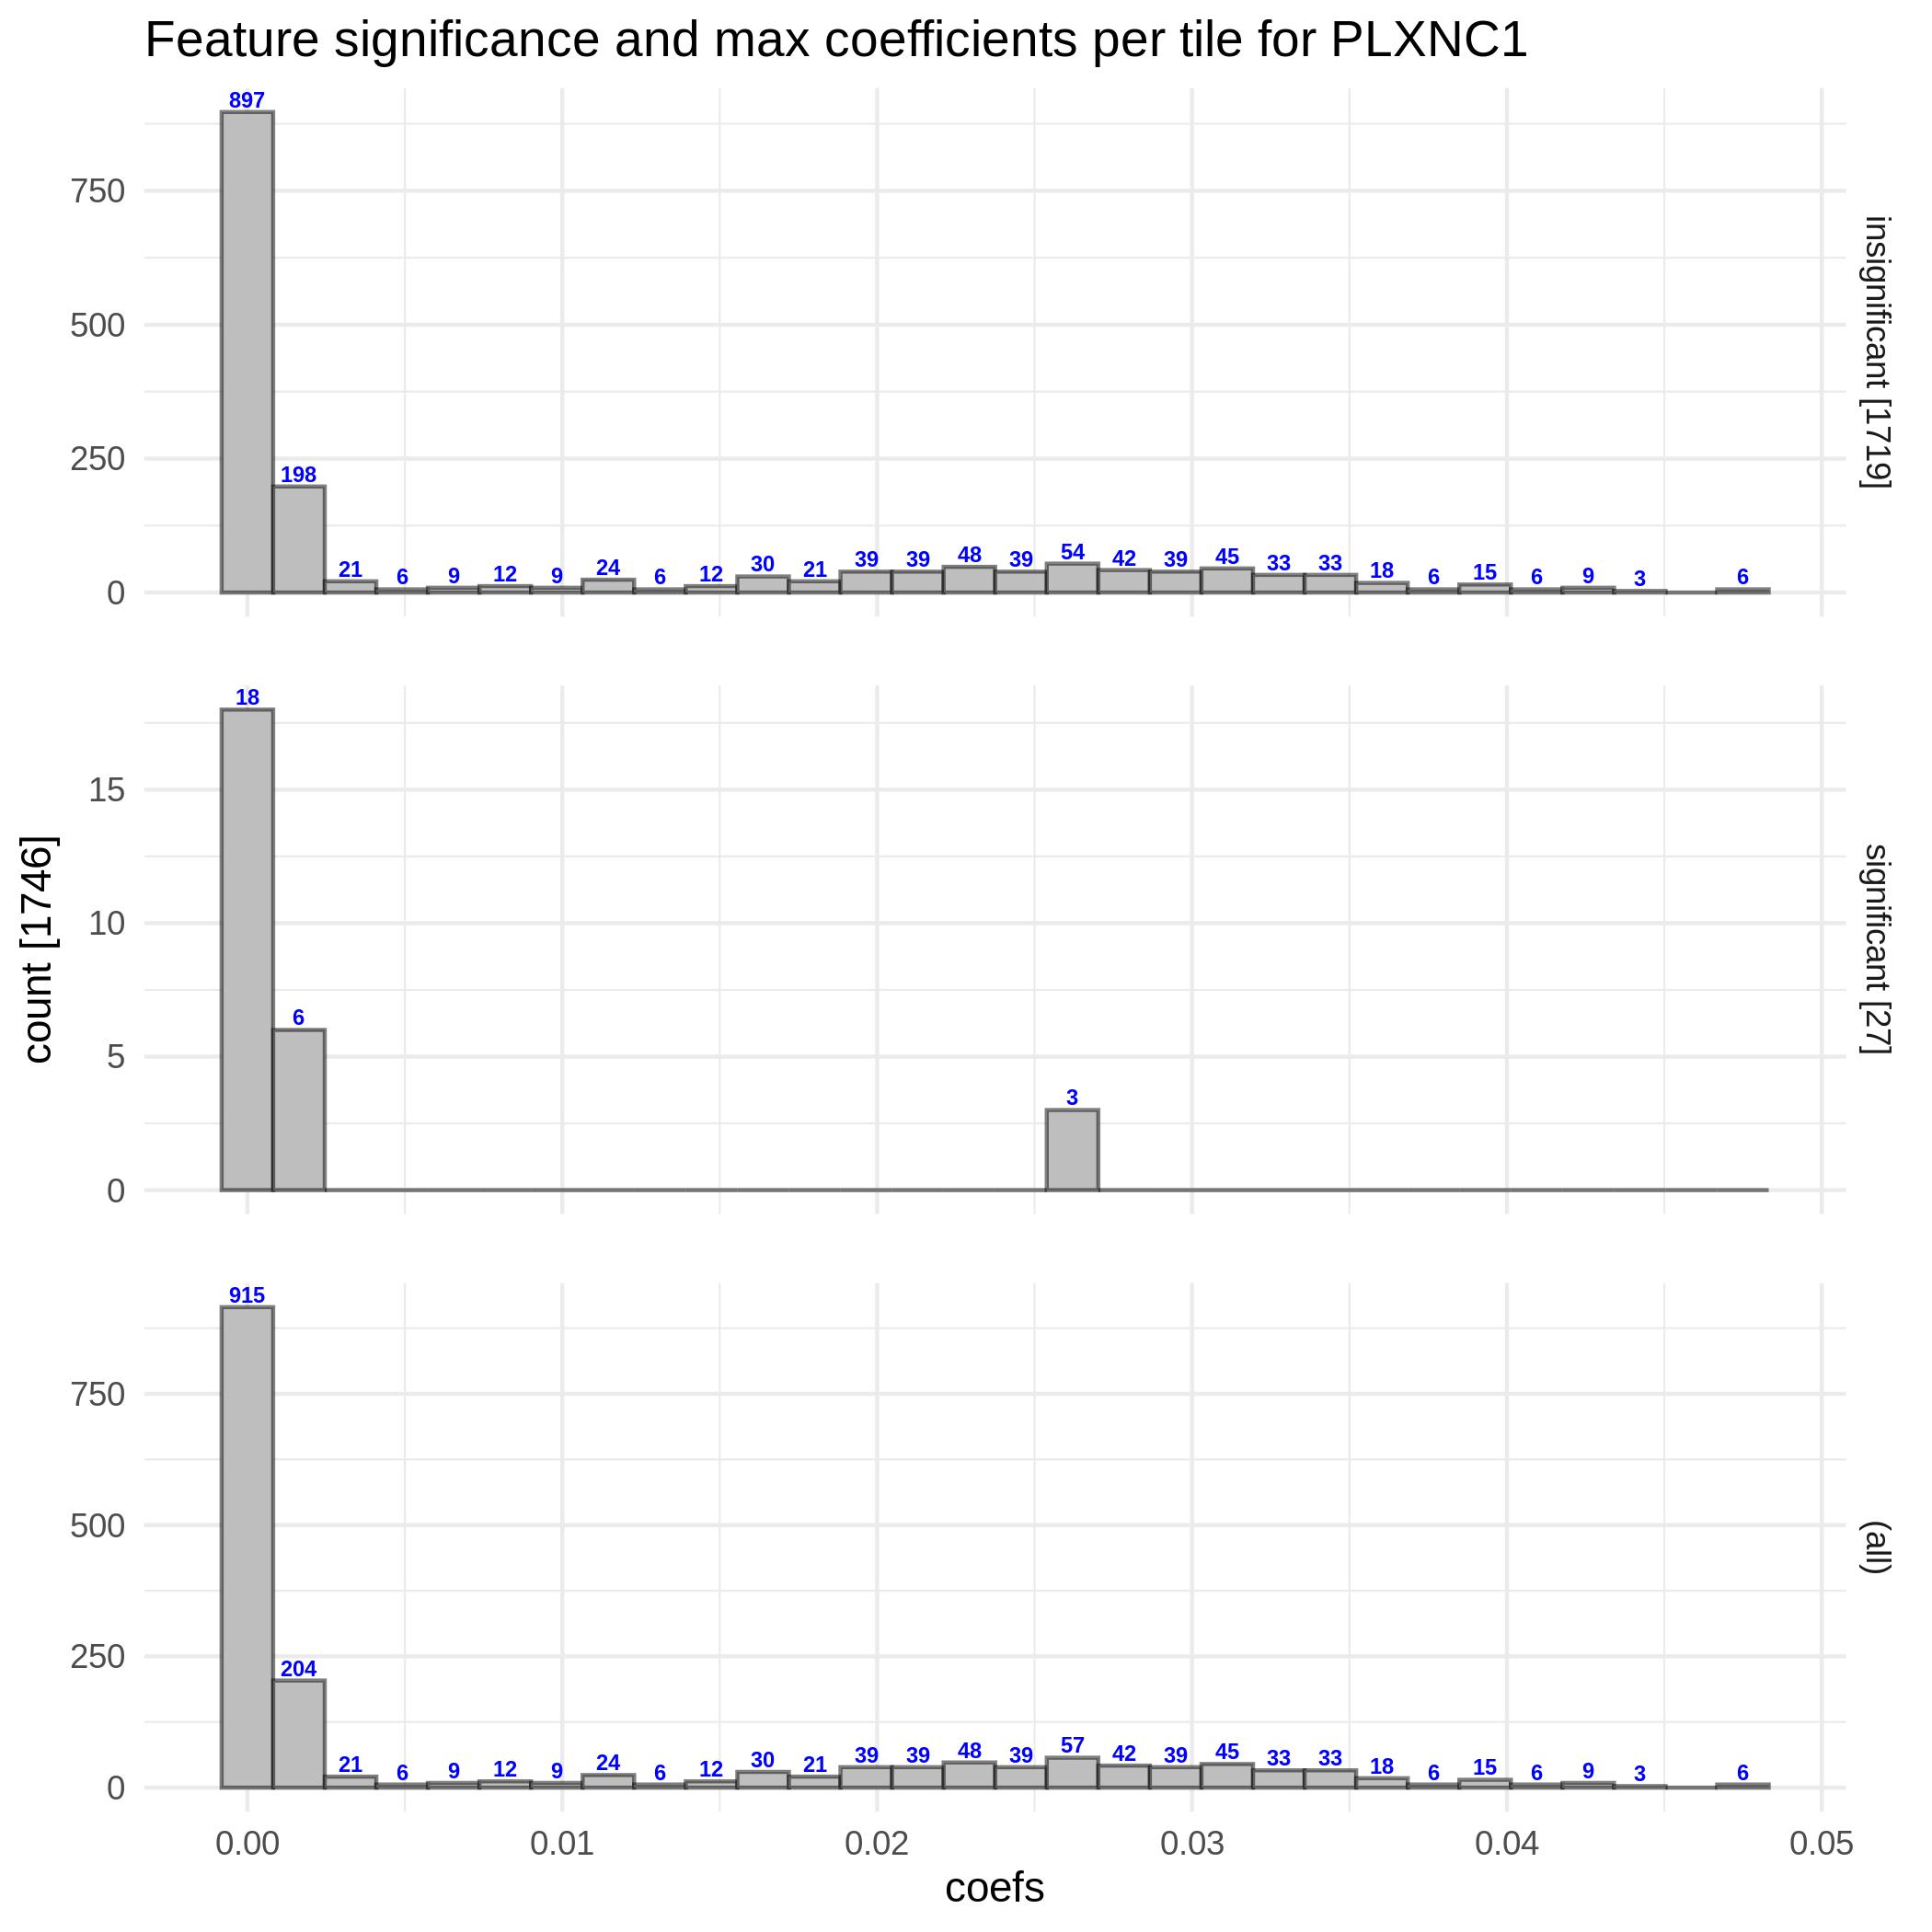 Feature significance and max coefficients per tile for PLXNC1
897
750
500
250
0
198 21 6 9 12 9 24 6 12 30 21 39 39 48 39 54 42 39 45 33 33 18 6 15 6 9 3 6
insignificant [1719]
count [1746]
18
15
10
5
0
6
3
significant [27]
915
750
500
250
0
204 21 6 9 12 9 24 6 12 30 21 39 39 48 39 57 42 39 45 33 33 18 6 15 6 9 3 6
(all)
0.00 0.01 0.02 0.03 0.04 0.05
coefs